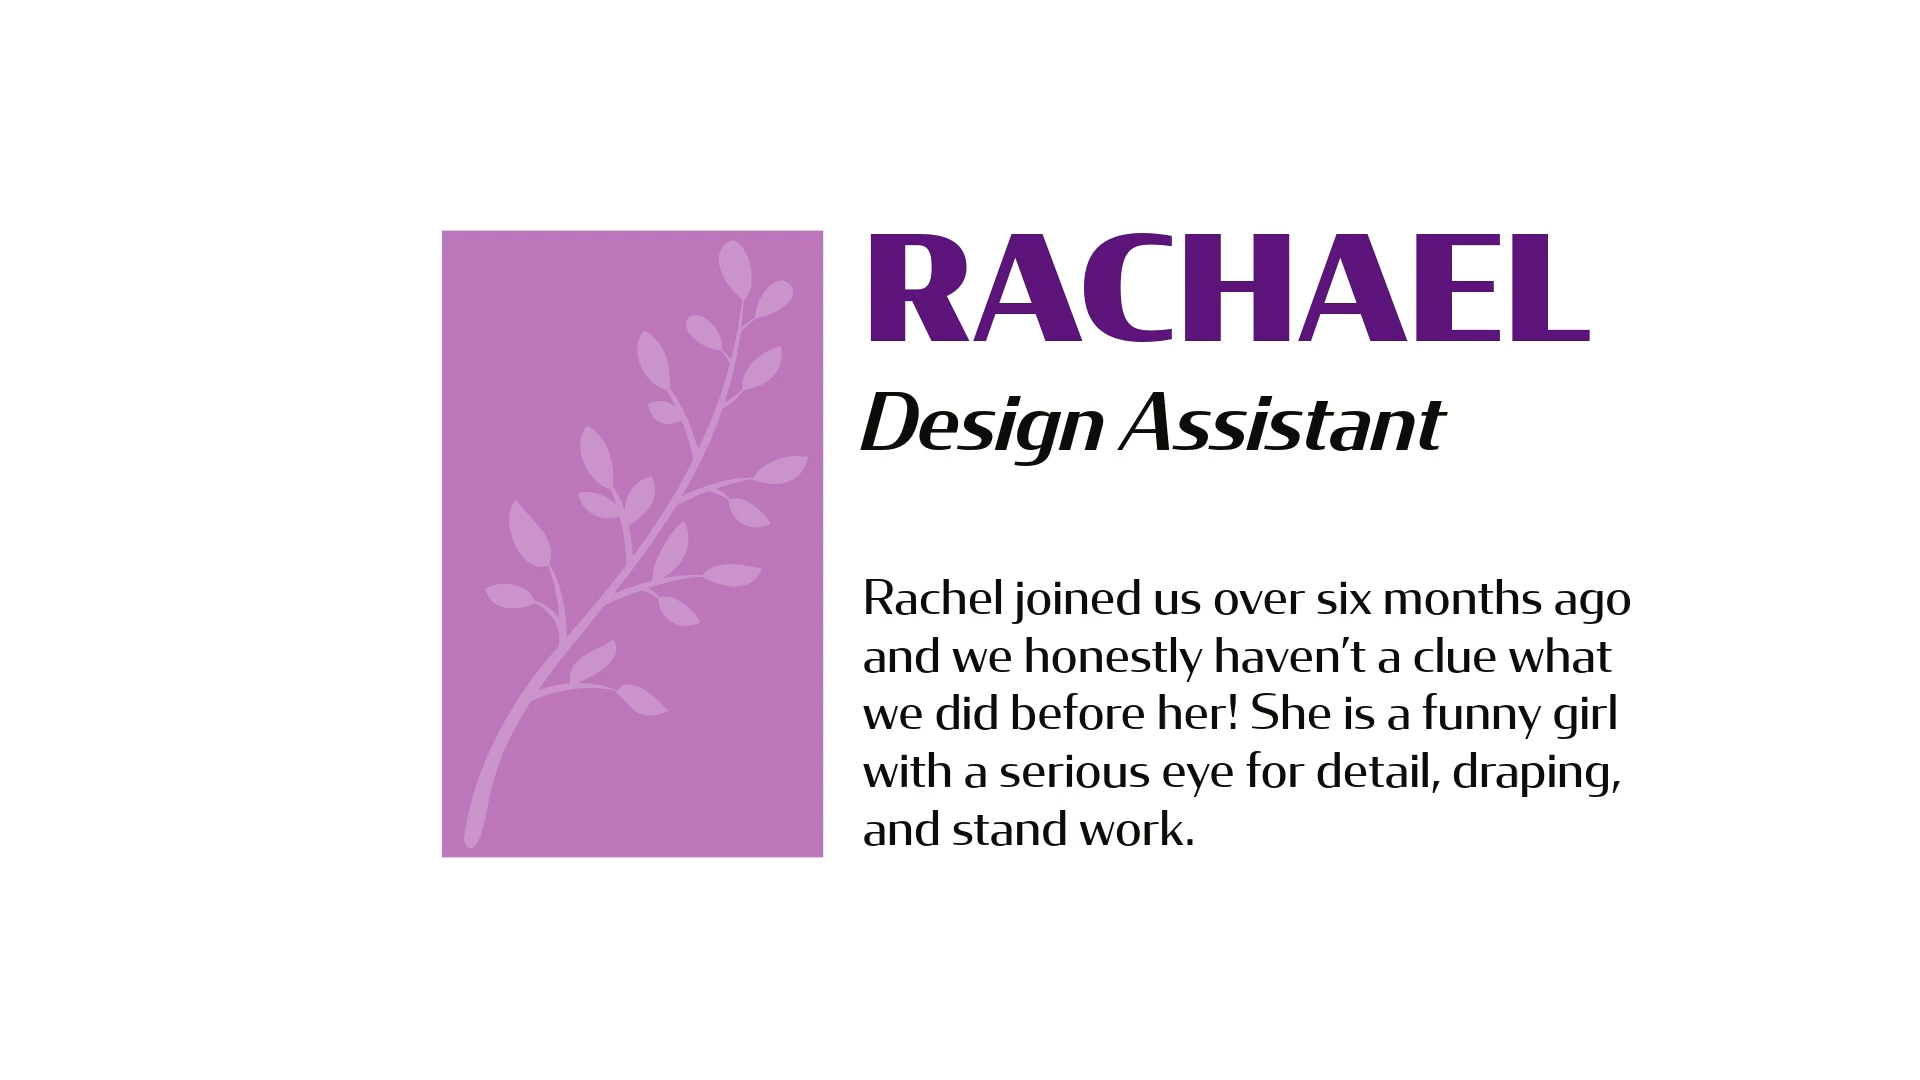 RACHAEL
Design Assistant
Rachel joined us over six months ago
and we honestly haven't a clue what
we did before her! She is a funny girl
with a serious eye for detail, draping,
and stand work.